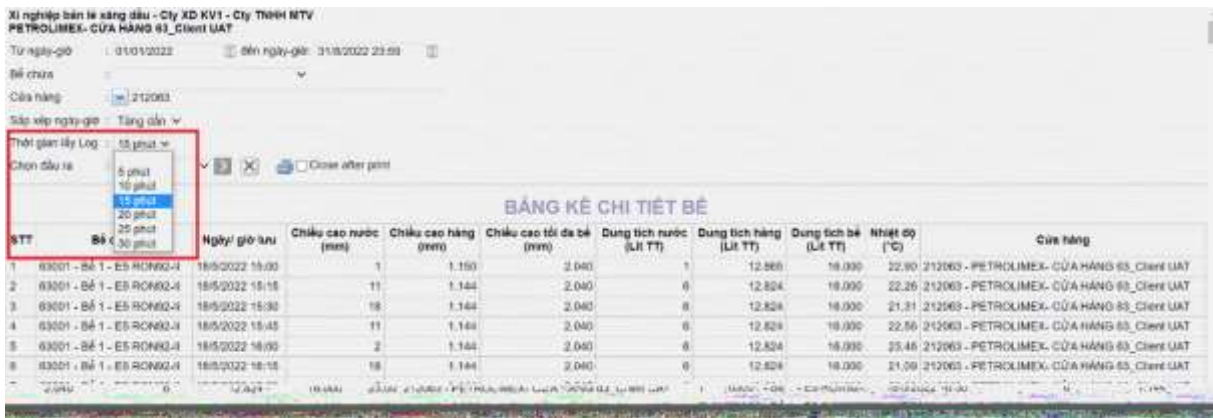 Xí nghiệp bán lẻ xăng dầu - Cty XD KV1 - Cty TNHH MTV
PETROLIMEX- CỬA HÀNG 63_Client UAT
Từ ngày-giờ : 01/01/2022 đến ngày-giờ: 31/8/2022 23:59
Bể chứa :
Cửa hàng : 212063
Sắp xếp ngày-giờ : Tăng dần
Thời gian lấy Log : 15 phút
Chọn đầu ra Close after print
5 phút
10 phút
15 phút
20 phút
25 phút
30 phút
BẢNG KÊ CHI TIẾT BỂ
STT Bể Ngày/ giờ lưu Chiều cao nước (mm) Chiều cao hàng (mm) Chiều cao tối đa bể (mm) Dung tích nước (Lít TT) Dung tích hàng (Lít TT) Dung tích bể (Lít TT) Nhiệt độ (°C) Cửa hàng
1 63001 - Bể 1 - E5 RON92-II 18/5/2022 15:00 1 1.150 2.040 1 12.865 16.000 22.90 212063 - PETROLIMEX- CỬA HÀNG 63_Client UAT
2 63001 - Bể 1 - E5 RON92-II 18/5/2022 15:15 11 1.144 2.040 6 12.824 16.000 22.26 212063 - PETROLIMEX- CỬA HÀNG 63_Client UAT
3 63001 - Bể 1 - E5 RON92-II 18/5/2022 15:30 18 1.144 2.040 6 12.824 16.000 21.31 212063 - PETROLIMEX- CỬA HÀNG 63_Client UAT
4 63001 - Bể 1 - E5 RON92-II 18/5/2022 15:45 11 1.144 2.040 6 12.824 16.000 22.56 212063 - PETROLIMEX- CỬA HÀNG 63_Client UAT
5 63001 - Bể 1 - E5 RON92-II 18/5/2022 16:00 2 1.144 2.040 6 12.824 16.000 23.46 212063 - PETROLIMEX- CỬA HÀNG 63_Client UAT
6 63001 - Bể 1 - E5 RON92-II 18/5/2022 16:15 18 1.144 2.040 6 12.824 16.000 21.09 212063 - PETROLIMEX- CỬA HÀNG 63_Client UAT